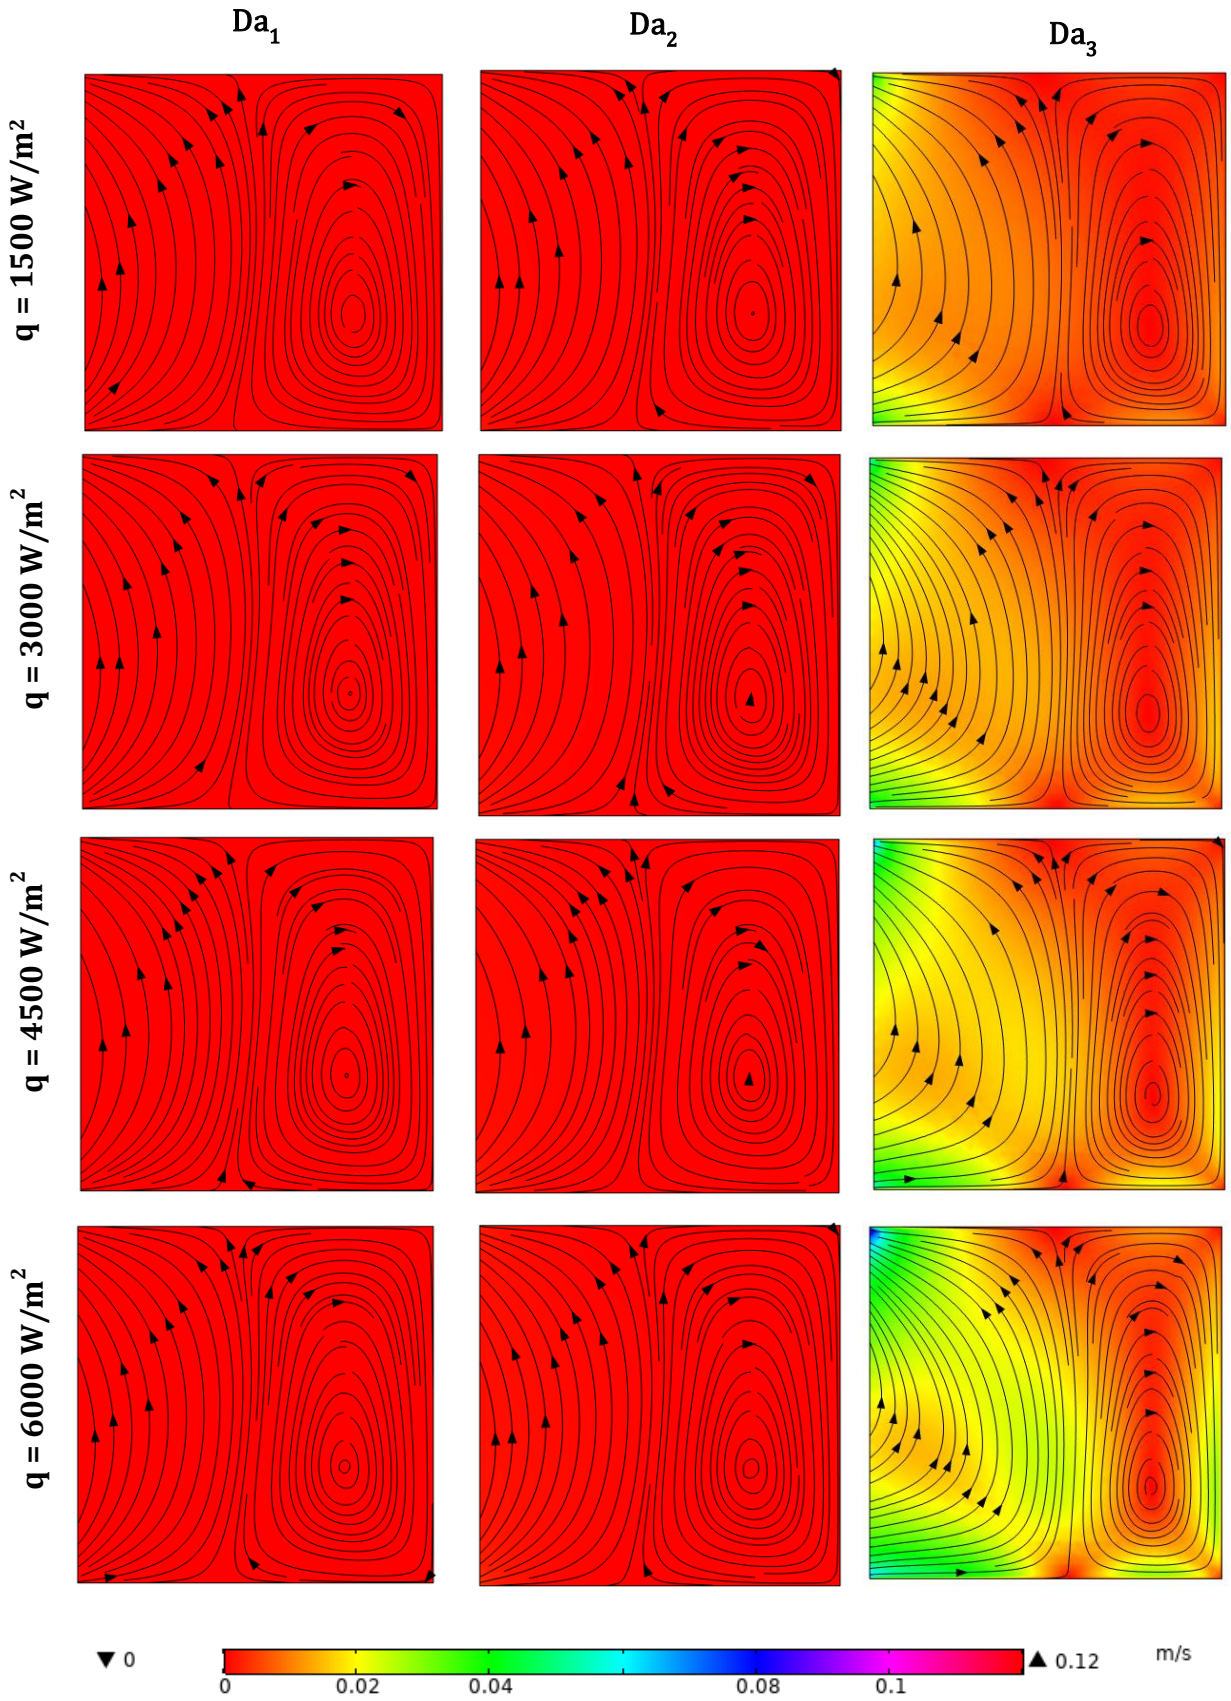 Da₁ Da₂ Da₃
q = 1500 W/m²
q = 3000 W/m²
q = 4500 W/m²
q = 6000 W/m²
▼ 0
0 0.02 0.04 0.08 0.1
▲ 0.12
m/s